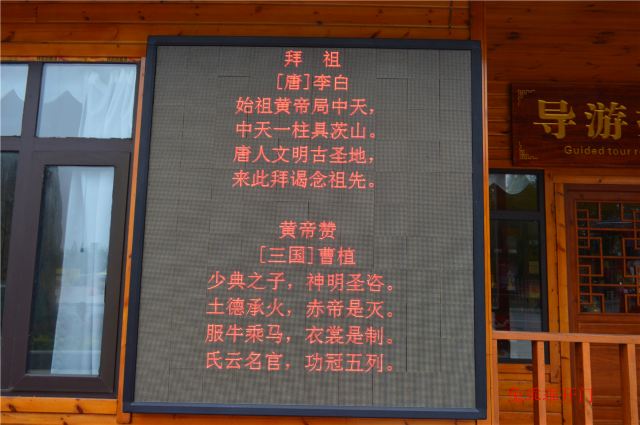 拜 祖
[唐]李白
始祖黄帝局中天，
中天一柱具茨山。
唐人文明古圣地，
来此拜谒念祖先。
黄帝赞
[三国]曹植
少典之子，神明圣咨。
土德承火，赤帝是灭。
服牛乘马，衣裳是制。
氏云名官，功冠五列。
导游
Guided tour r